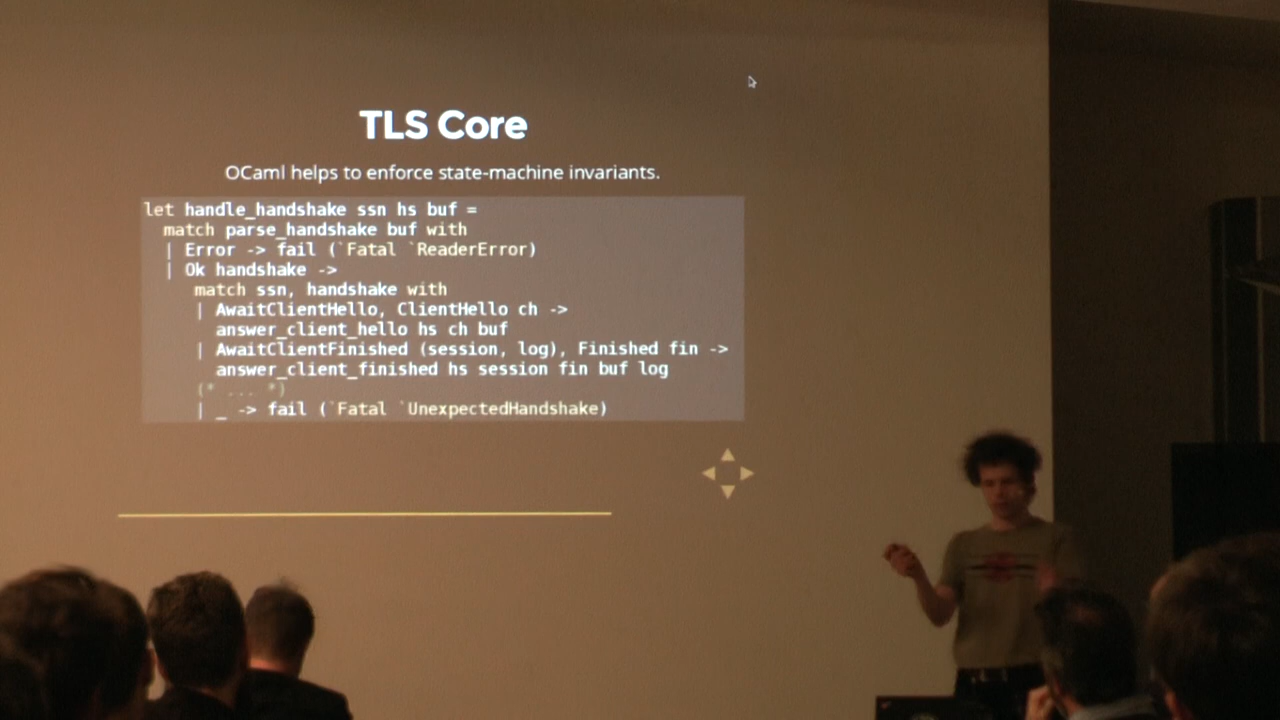 TLS Core
OCaml helps to enforce state-machine invariants.
let handle_handshake ssn hs buf =
  match parse_handshake buf with
  | Error -> fail (`Fatal `ReaderError)
  | Ok handshake ->
     match ssn, handshake with
     | AwaitClientHello, ClientHello ch ->
       answer_client_hello hs ch buf
     | AwaitClientFinished (session, log), Finished fin ->
       answer_client_finished hs session fin buf log
     (* ... *)
     | _ -> fail (`Fatal `UnexpectedHandshake)